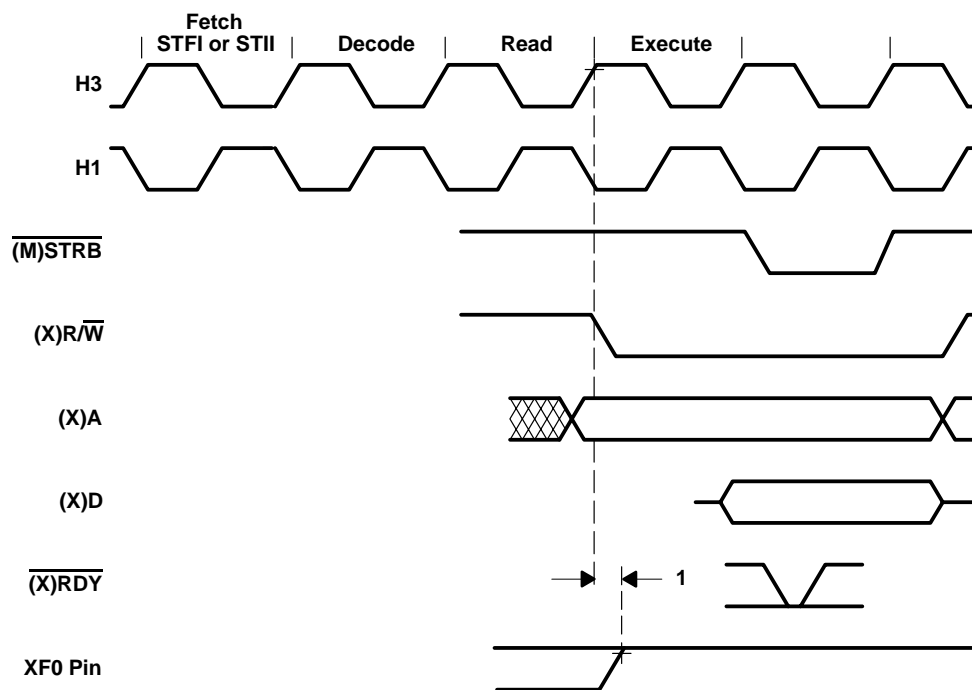 Fetch
STFI or STII
Decode
Read
Execute
H3
H1
(M)STRB
(X)R/W
(X)A
(X)D
(X)RDY
1
XF0 Pin